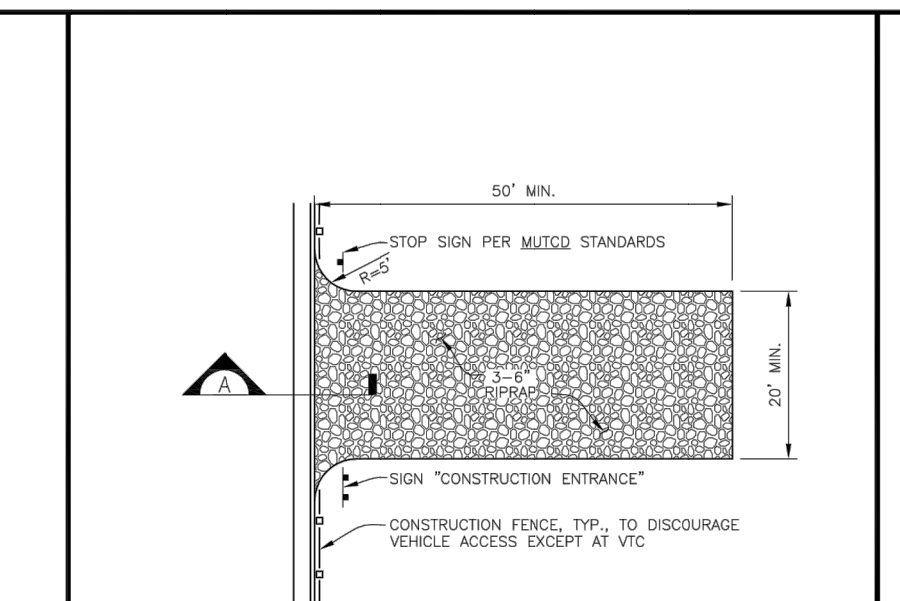 50' MIN.
STOP SIGN PER MUTCD STANDARDS
R=5'
3-6"
RIPRAP
20' MIN.
A
SIGN "CONSTRUCTION ENTRANCE"
CONSTRUCTION FENCE, TYP., TO DISCOURAGE
VEHICLE ACCESS EXCEPT AT VTC